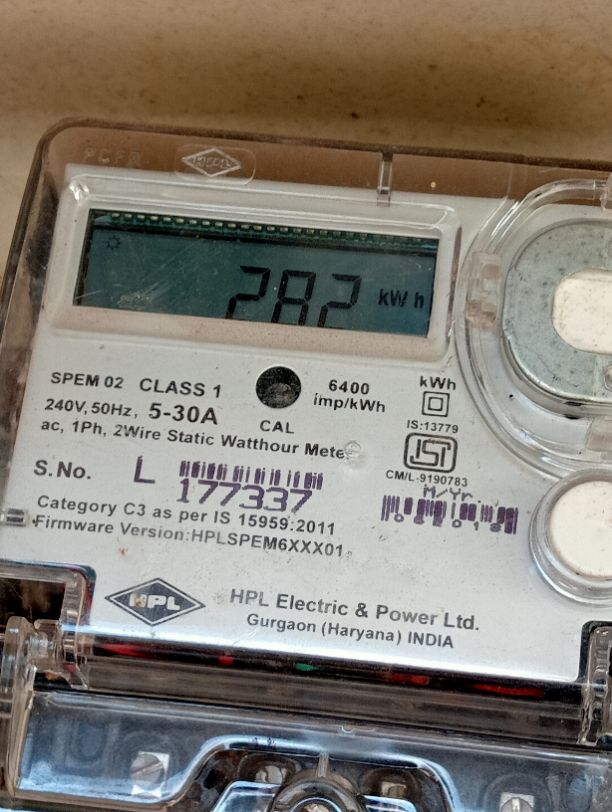 282 kWh
SPEM 02 CLASS 1
240V, 50Hz, 5-30A
ac, 1Ph, 2Wire Static Watthour Mete
CAL
6400
imp/kWh
kWh
IS:13779
ISI
CM/L-9190783
M/Yr
S.No. L 177337
Category C3 as per IS 15959:2011
Firmware Version:HPLSPEM6XXX01
HPL
HPL Electric & Power Ltd.
Gurgaon (Haryana) INDIA